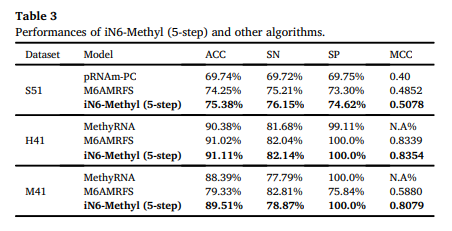 Table 3
Performances of iN6-Methyl (5-step) and other algorithms.
Dataset Model ACC SN SP MCC
S51 pRNAm-PC 69.74% 69.72% 69.75% 0.40
M6AMRFS 74.25% 75.21% 73.30% 0.4852
iN6-Methyl (5-step) 75.38% 76.15% 74.62% 0.5078
H41 MethyRNA 90.38% 81.68% 99.11% N.A%
M6AMRFS 91.02% 82.04% 100.0% 0.8339
iN6-Methyl (5-step) 91.11% 82.14% 100.0% 0.8354
M41 MethyRNA 88.39% 77.79% 100.0% N.A%
M6AMRFS 79.33% 82.81% 75.84% 0.5880
iN6-Methyl (5-step) 89.51% 78.87% 100.0% 0.8079